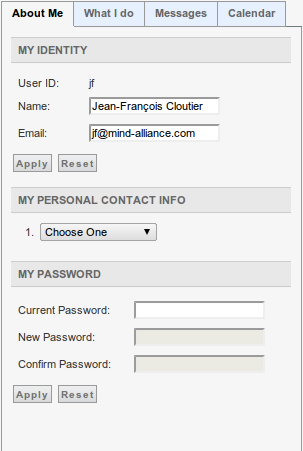 About Me What I do Messages Calendar
MY IDENTITY
User ID: jf
Name: Jean-François Cloutier
Email: jf@mind-alliance.com
Apply Reset
MY PERSONAL CONTACT INFO
1. Choose One
MY PASSWORD
Current Password:
New Password:
Confirm Password:
Apply Reset